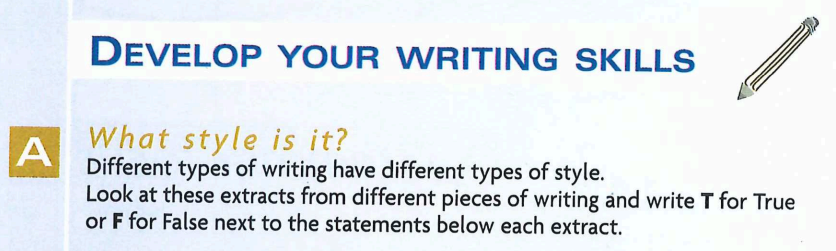 DEVELOP YOUR WRITING SKILLS
A What style is it?
Different types of writing have different types of style.
Look at these extracts from different pieces of writing and write T for True
or F for False next to the statements below each extract.